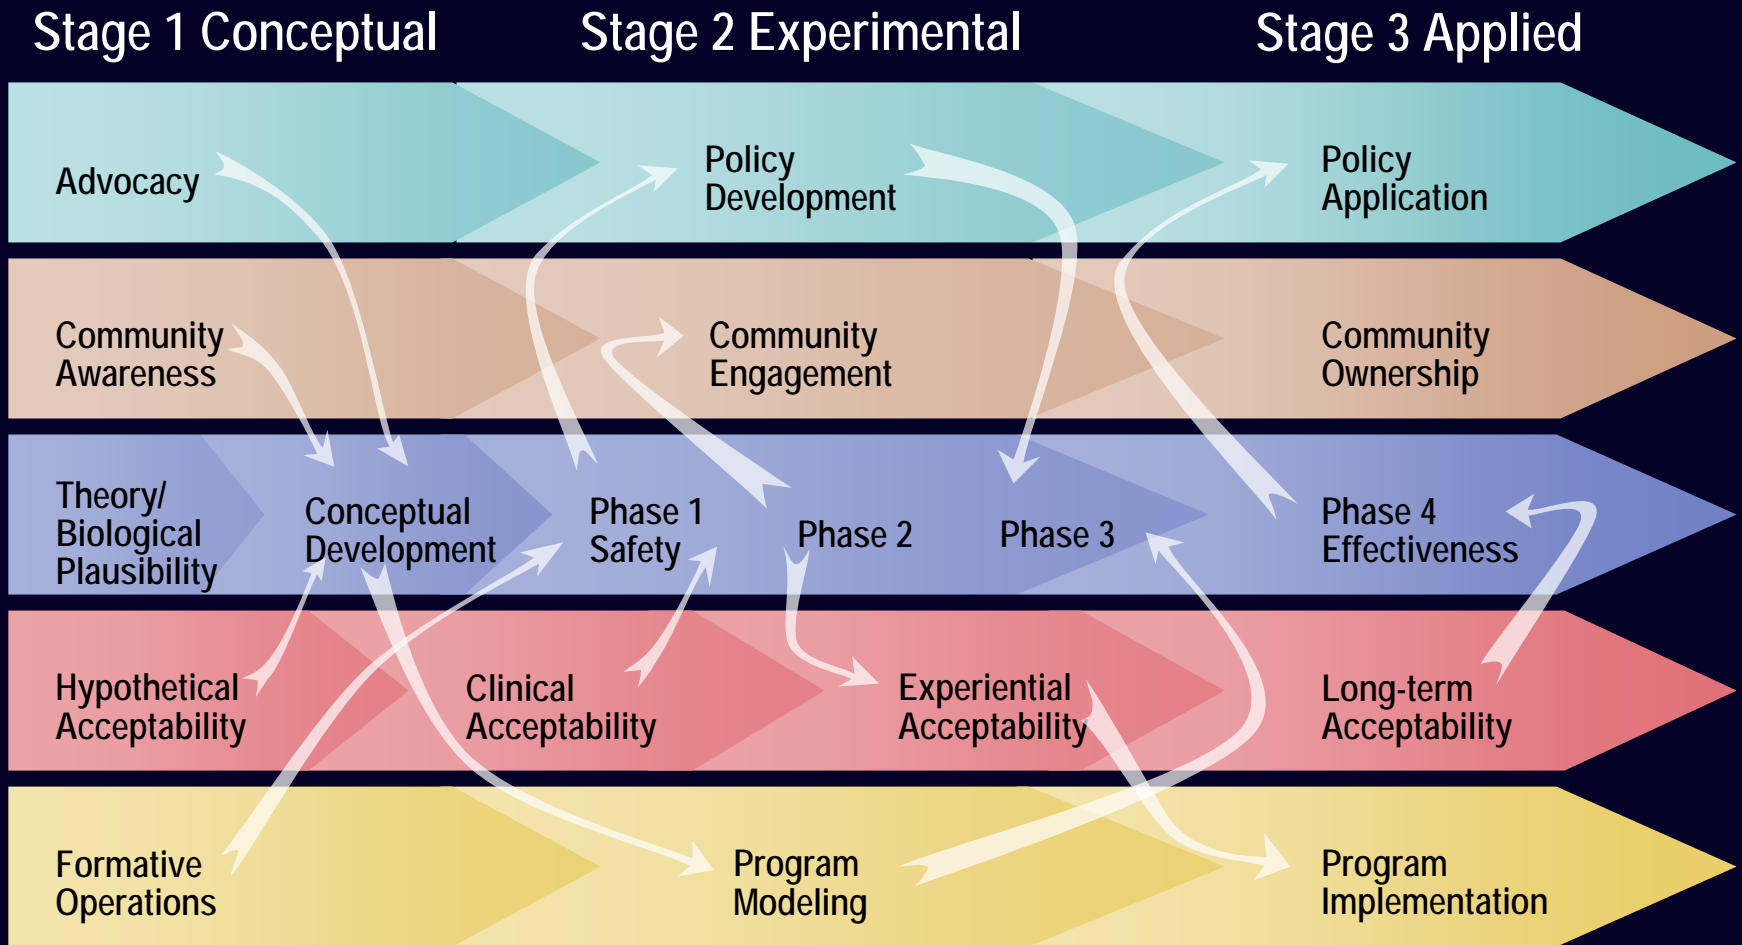 Stage 1 Conceptual
Stage 2 Experimental
Stage 3 Applied
Advocacy
Policy
Development
Policy
Application
Community
Awareness
Community
Engagement
Community
Ownership
Theory/
Biological
Plausibility
Conceptual
Development
Phase 1
Safety
Phase 2
Phase 3
Phase 4
Effectiveness
Hypothetical
Acceptability
Clinical
Acceptability
Experiential
Acceptability
Long-term
Acceptability
Formative
Operations
Program
Modeling
Program
Implementation